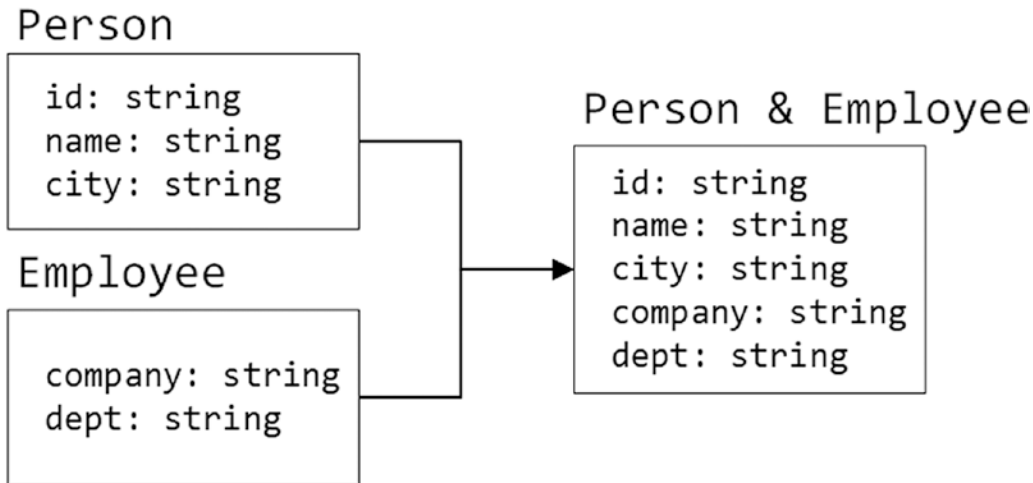 Person
id: string
name: string
city: string
Employee
company: string
dept: string
Person & Employee
id: string
name: string
city: string
company: string
dept: string